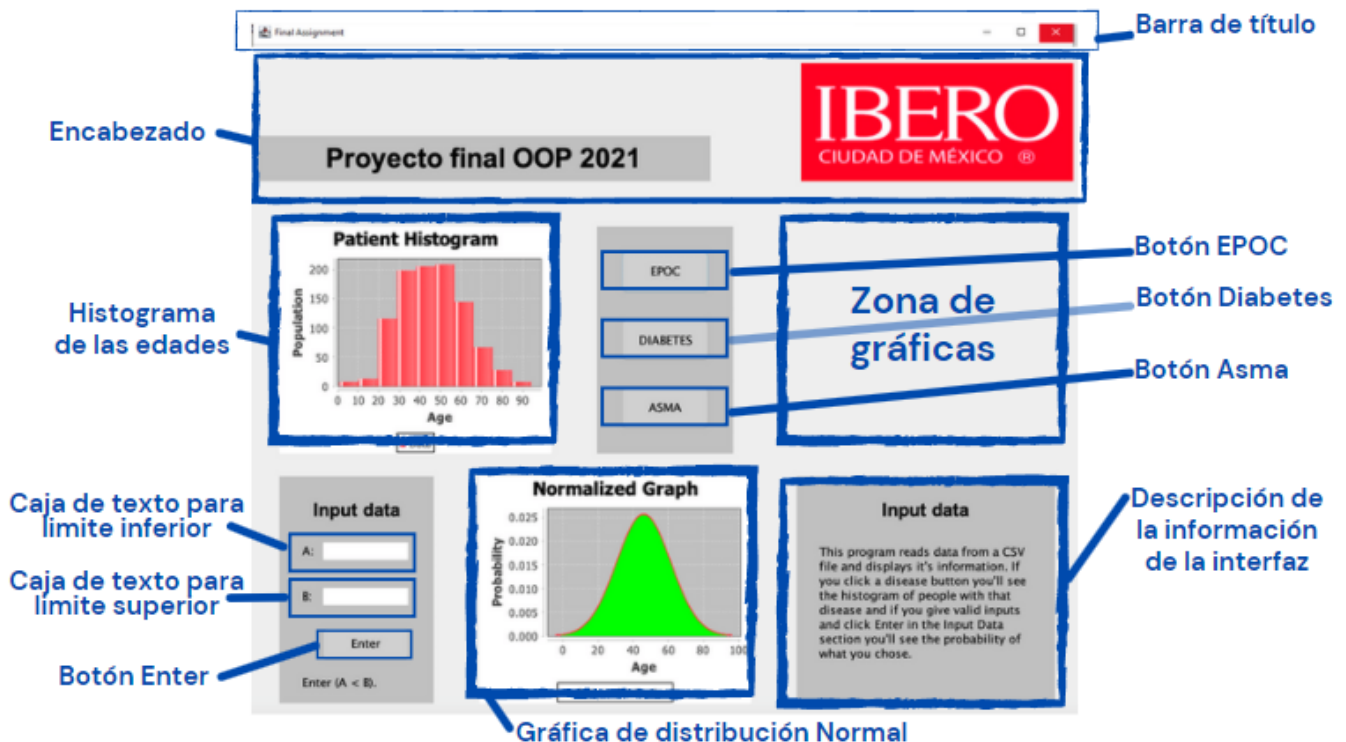 Final Assignment
Barra de título
Encabezado
Proyecto final OOP 2021
IBERO
CIUDAD DE MÉXICO ®
Patient Histogram
Population
200
150
100
50
0
0 10 20 30 40 50 60 70 80 90
Age
Histograma
de las edades
EPOC
DIABETES
ASMA
Zona de
gráficas
Botón EPOC
Botón Diabetes
Botón Asma
Caja de texto para
limite inferior
Caja de texto para
limite superior
Botón Enter
Input data
A:
B:
Enter
Enter (A < B).
Normalized Graph
Probability
0.025
0.020
0.015
0.010
0.005
0.000
0 20 40 60 80 100
Age
Gráfica de distribución Normal
Input data
This program reads data from a CSV
file and displays it's information. If
you click a disease button you'll see
the histogram of people with that
disease and if you give valid inputs
and click Enter in the Input Data
section you'll see the probability of
what you chose.
Descripción de
la información
de la interfaz